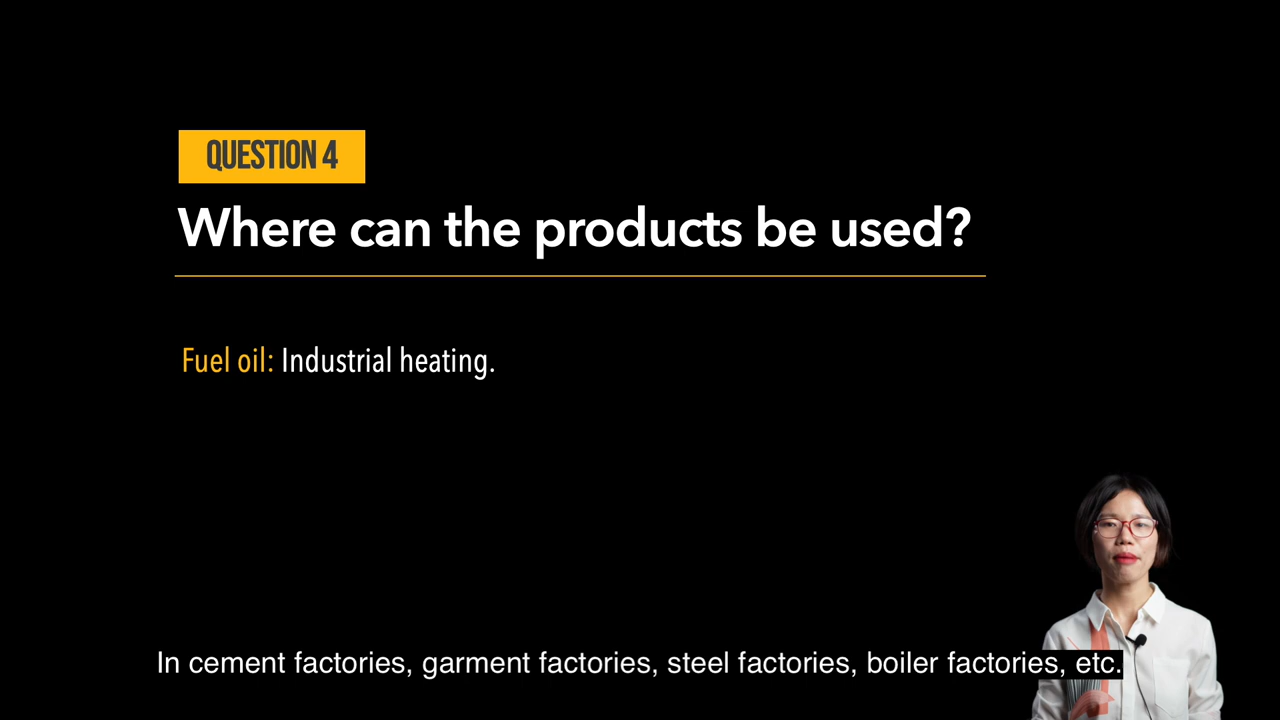 QUESTION 4
Where can the products be used?
Fuel oil: Industrial heating.
In cement factories, garment factories, steel factories, boiler factories, etc.